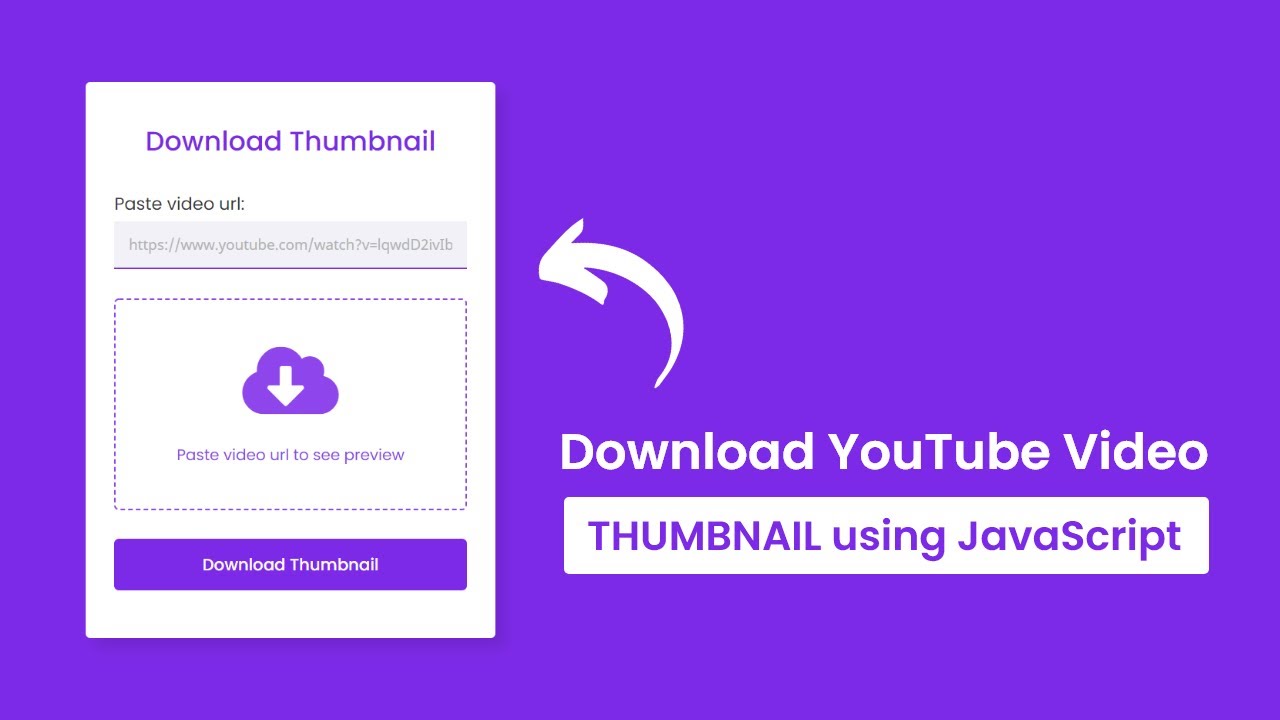 Download Thumbnail
Paste video url:
https://www.youtube.com/watch?v=lqwdD2ivIb
Paste video url to see preview
Download Thumbnail
Download YouTube Video
THUMBNAIL using JavaScript